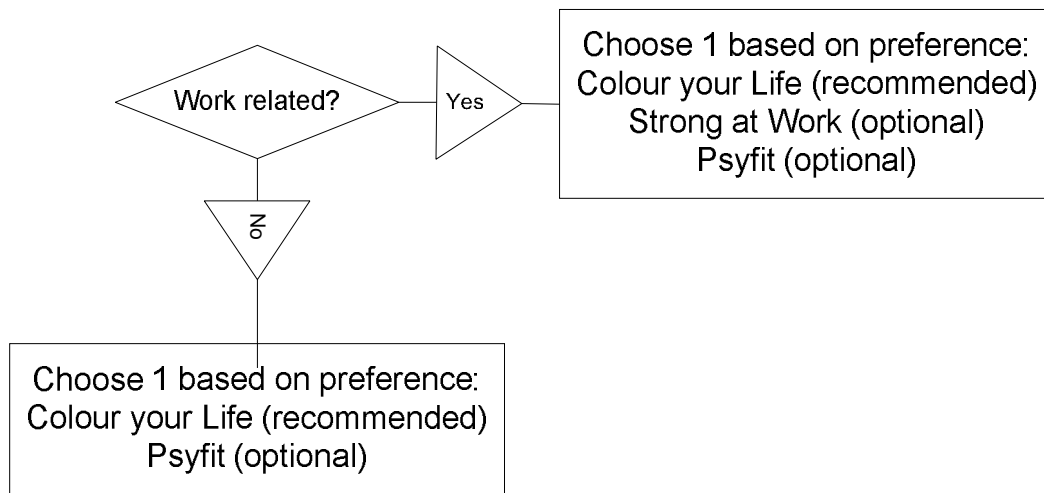 Work related?
Yes
Choose 1 based on preference:
Colour your Life (recommended)
Strong at Work (optional)
Psyfit (optional)
No
Choose 1 based on preference:
Colour your Life (recommended)
Psyfit (optional)